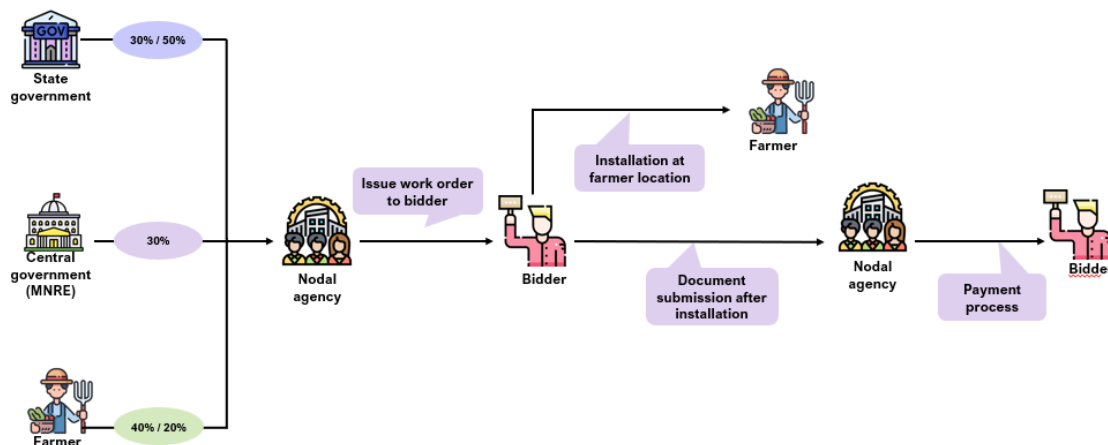 GOV
30% / 50%
State
government
Farmer
Installation at
farmer location
Issue work order
to bidder
30%
Central
government
(MNRE)
Nodal
agency
Bidder
Document
submission after
installation
Nodal
agency
Payment
process
Bidder
40% / 20%
Farmer